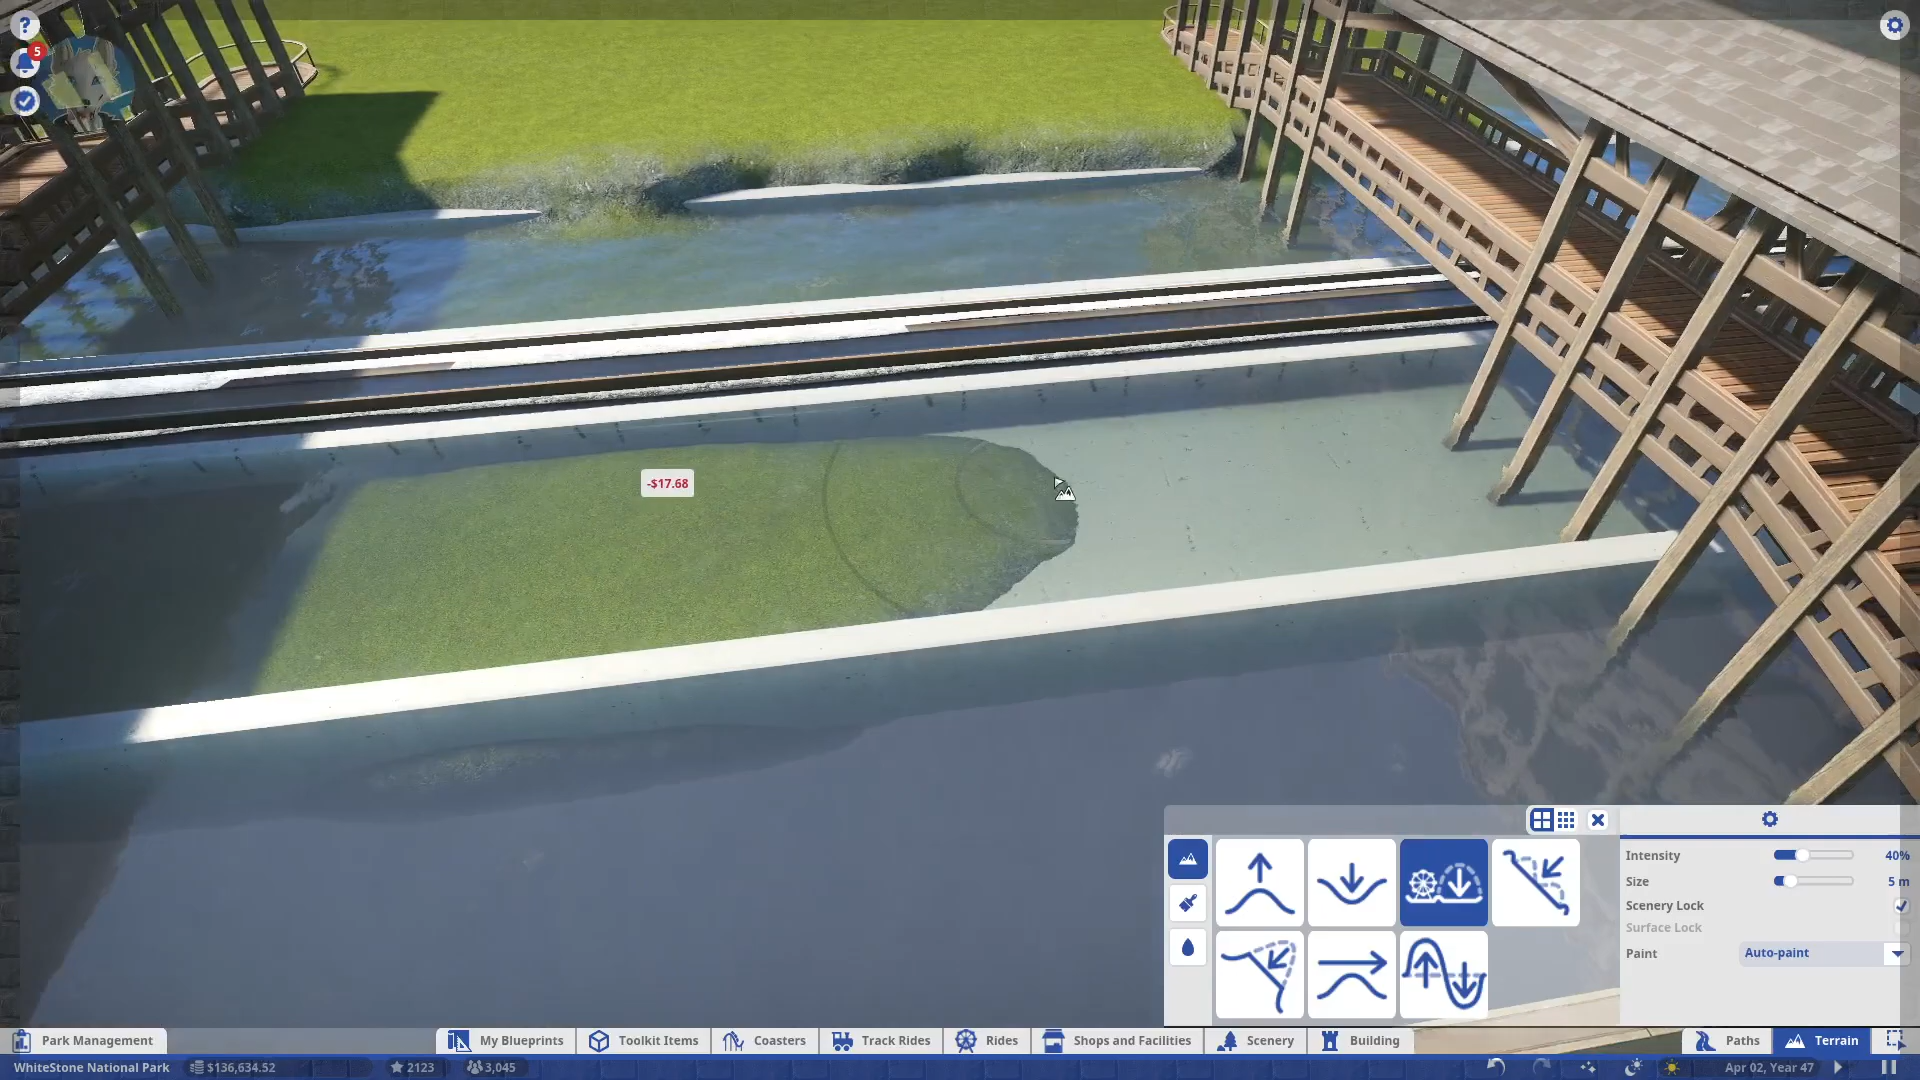 ?
5
-$17.68
Intensity 40%
Size 5 m
Scenery Lock
Surface Lock
Paint Auto-paint
Park Management
My Blueprints
Toolkit Items
Coasters
Track Rides
Rides
Shops and Facilities
Scenery
Building
Paths
Terrain
WhiteStone National Park
$136,634.52
2123
3,045
Apr 02, Year 47